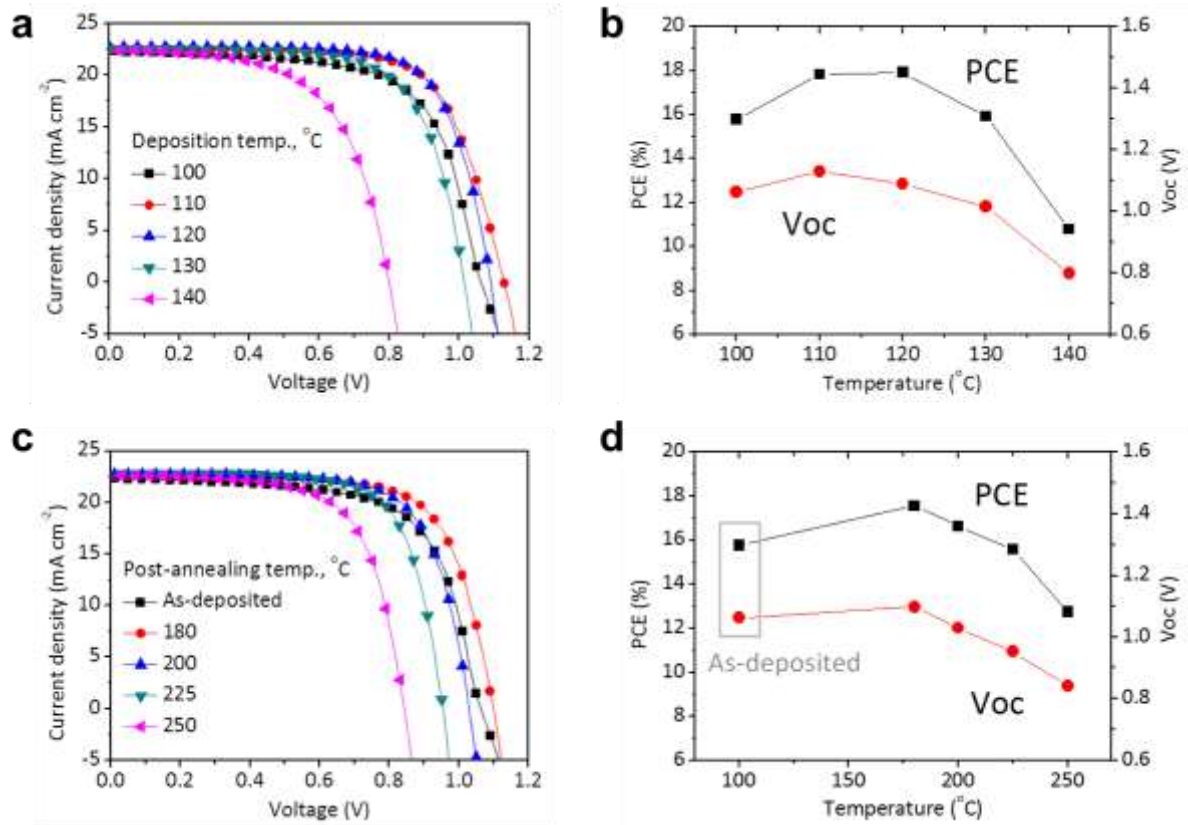 a
25
20
15
10
5
0
-5
Current density (mA cm⁻²)
Deposition temp., °C
100
110
120
130
140
0.0 0.2 0.4 0.6 0.8 1.0 1.2
Voltage (V)
b
20
18
16
14
12
10
8
6
PCE (%)
PCE
Voc
1.6
1.4
1.2
1.0
0.8
0.6
Voc (V)
100 110 120 130 140
Temperature (°C)
c
25
20
15
10
5
0
-5
Current density (mA cm⁻²)
Post-annealing temp., °C
As-deposited
180
200
225
250
0.0 0.2 0.4 0.6 0.8 1.0 1.2
Voltage (V)
d
20
18
16
14
12
10
8
6
PCE (%)
PCE
As-deposited
Voc
1.6
1.4
1.2
1.0
0.8
0.6
Voc (V)
100 150 200 250
Temperature (°C)